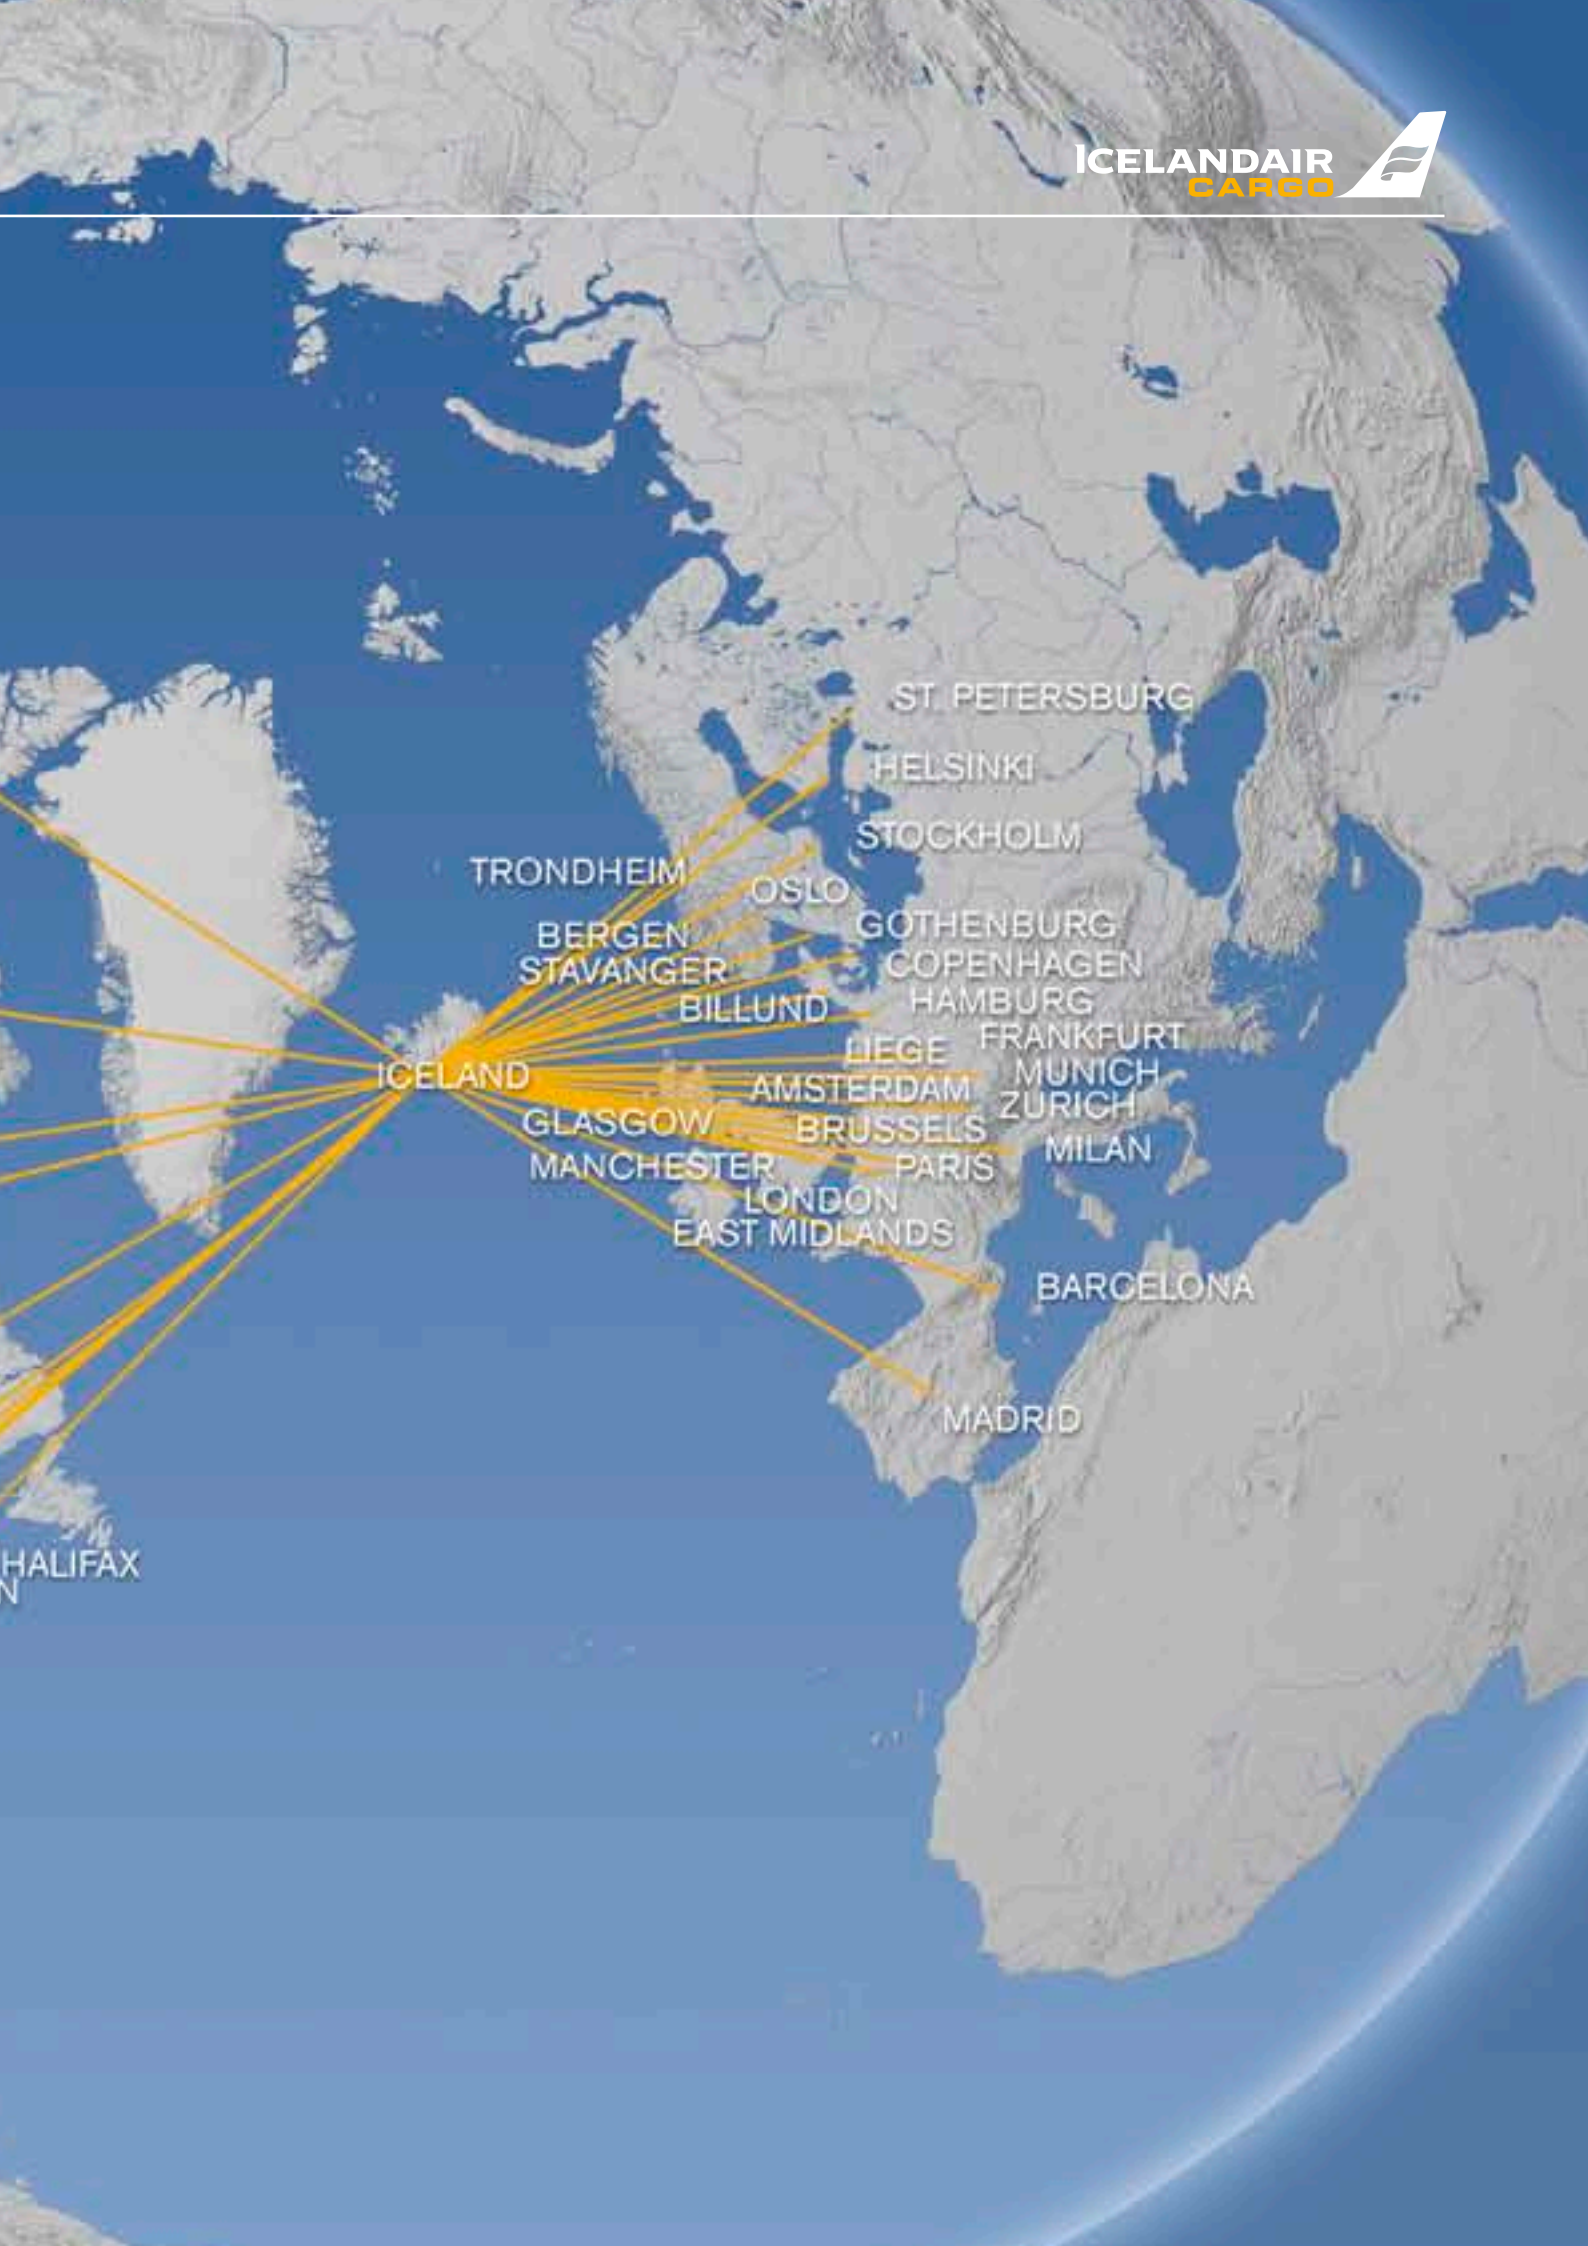 ICELANDAIR
CARGO
ST. PETERSBURG
HELSINKI
STOCKHOLM
TRONDHEIM
OSLO
GOTHENBURG
BERGEN
COPENHAGEN
STAVANGER
HAMBURG
BILLUND
FRANKFURT
LIEGE
MUNICH
ICELAND
AMSTERDAM
ZURICH
GLASGOW
BRUSSELS
MILAN
MANCHESTER
PARIS
LONDON
EAST MIDLANDS
BARCELONA
MADRID
HALIFAX
N